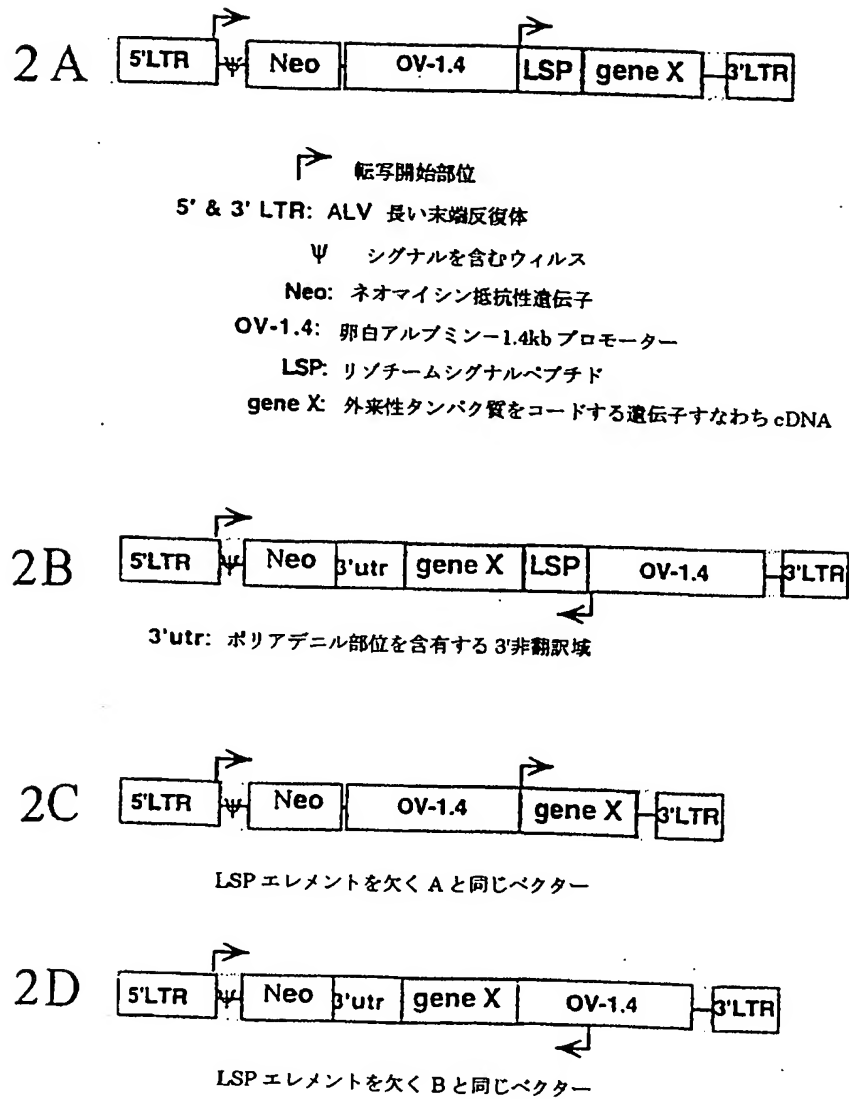 2A 5'LTR Ψ Neo OV-1.4 LSP gene X 3'LTR
転写開始部位
5' & 3' LTR: ALV 長い末端反復体
Ψ シグナルを含むウィルス
Neo: ネオマイシン抵抗性遺伝子
OV-1.4: 卵白アルブミンー1.4kb プロモーター
LSP: リゾチームシグナルペプチド
gene X: 外来性タンパク質をコードする遺伝子すなわち cDNA
2B 5'LTR Ψ Neo 3'utr gene X LSP OV-1.4 3'LTR
3'utr: ポリアデニル部位を含有する 3'非翻訳域
2C 5'LTR Ψ Neo OV-1.4 gene X 3'LTR
LSP エレメントを欠く A と同じベクター
2D 5'LTR Ψ Neo 3'utr gene X OV-1.4 3'LTR
LSP エレメントを欠く B と同じベクター